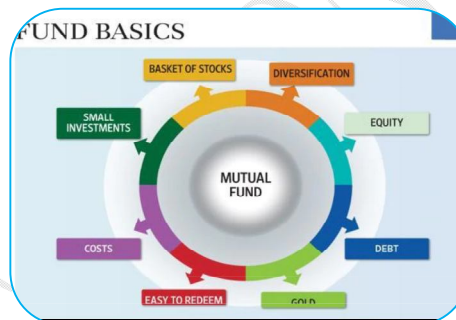 FUND BASICS
BASKET OF STOCKS
DIVERSIFICATION
SMALL
INVESTMENTS
EQUITY
MUTUAL
FUND
COSTS
DEBT
EASY TO REDEEM
GOLD